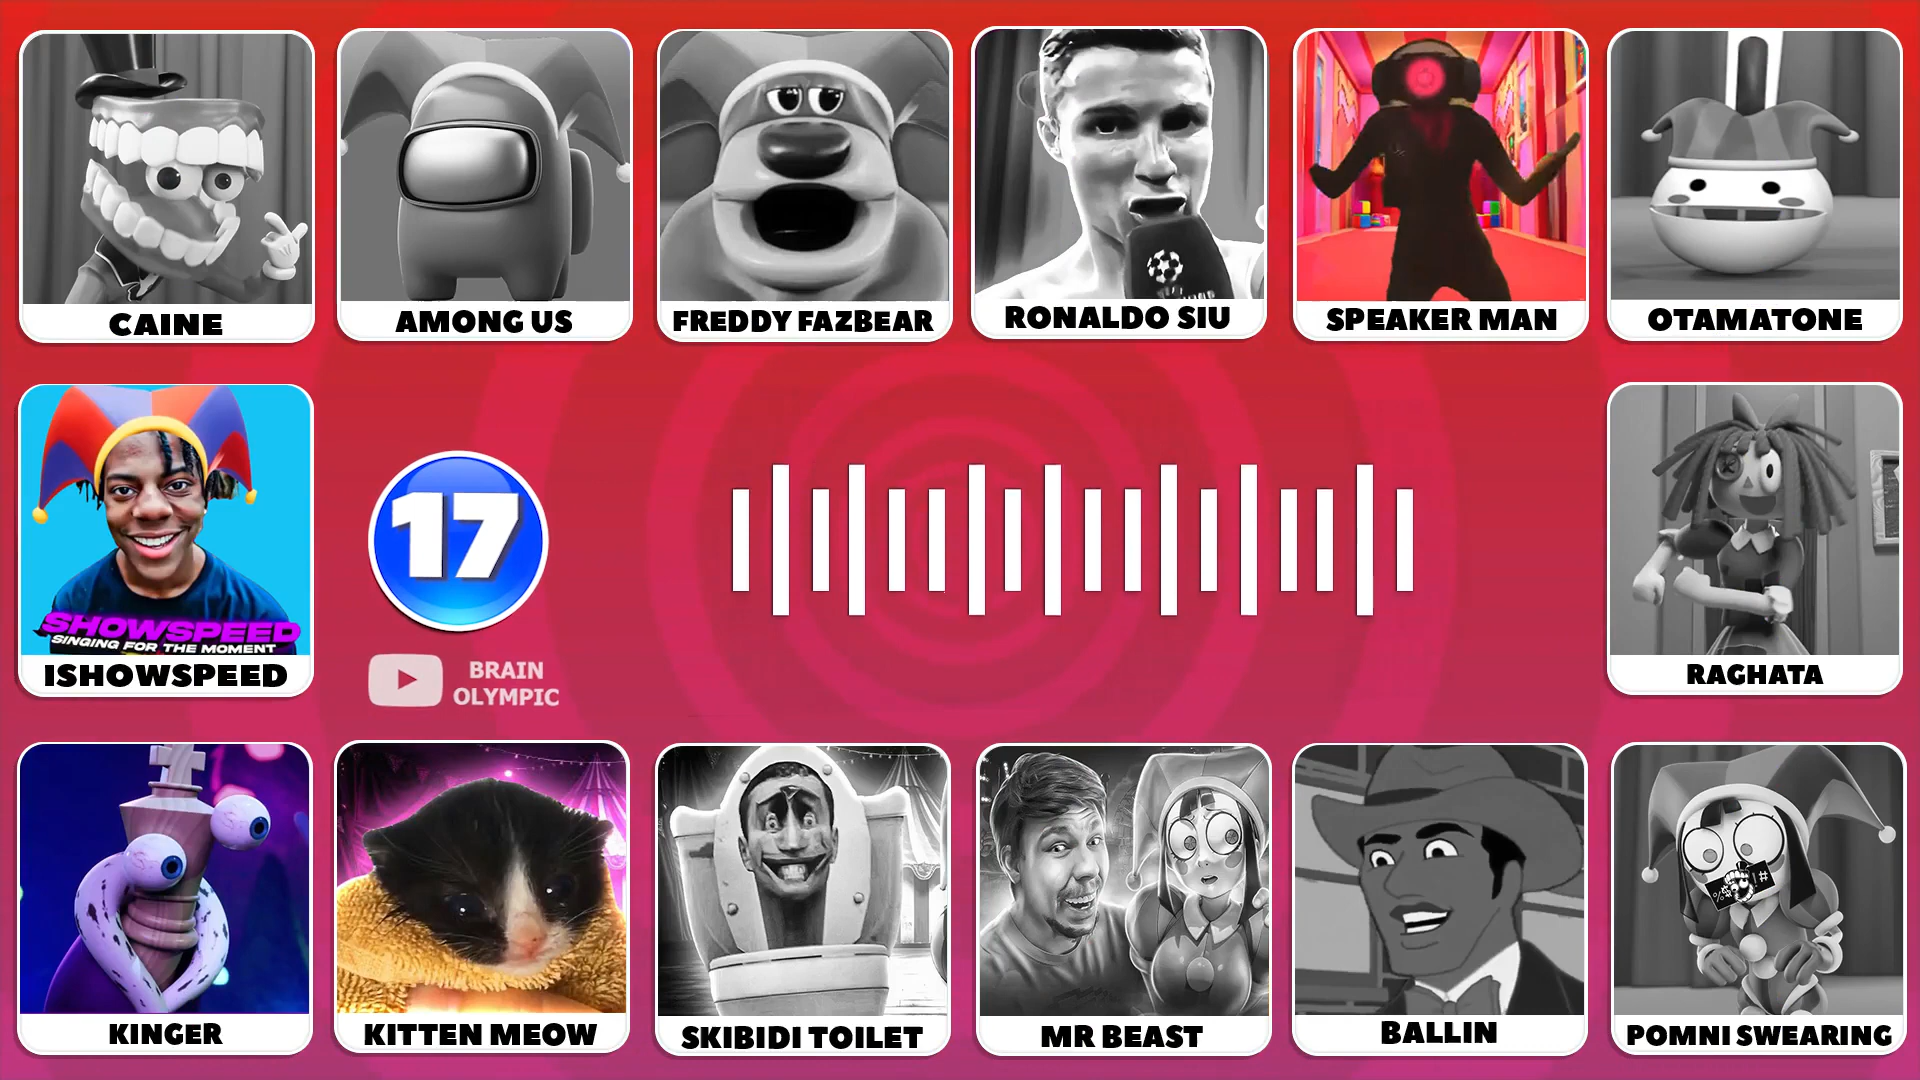 CAINE
AMONG US
FREDDY FAZBEAR
RONALDO SIU
SPEAKER MAN
OTAMATONE
SHOWSPEED
SINGING FOR THE MOMENT
ISHOWSPEED
17
BRAIN
OLYMPIC
RAGHATA
KINGER
KITTEN MEOW
SKIBIDI TOILET
MR BEAST
BALLIN
POMNI SWEARING